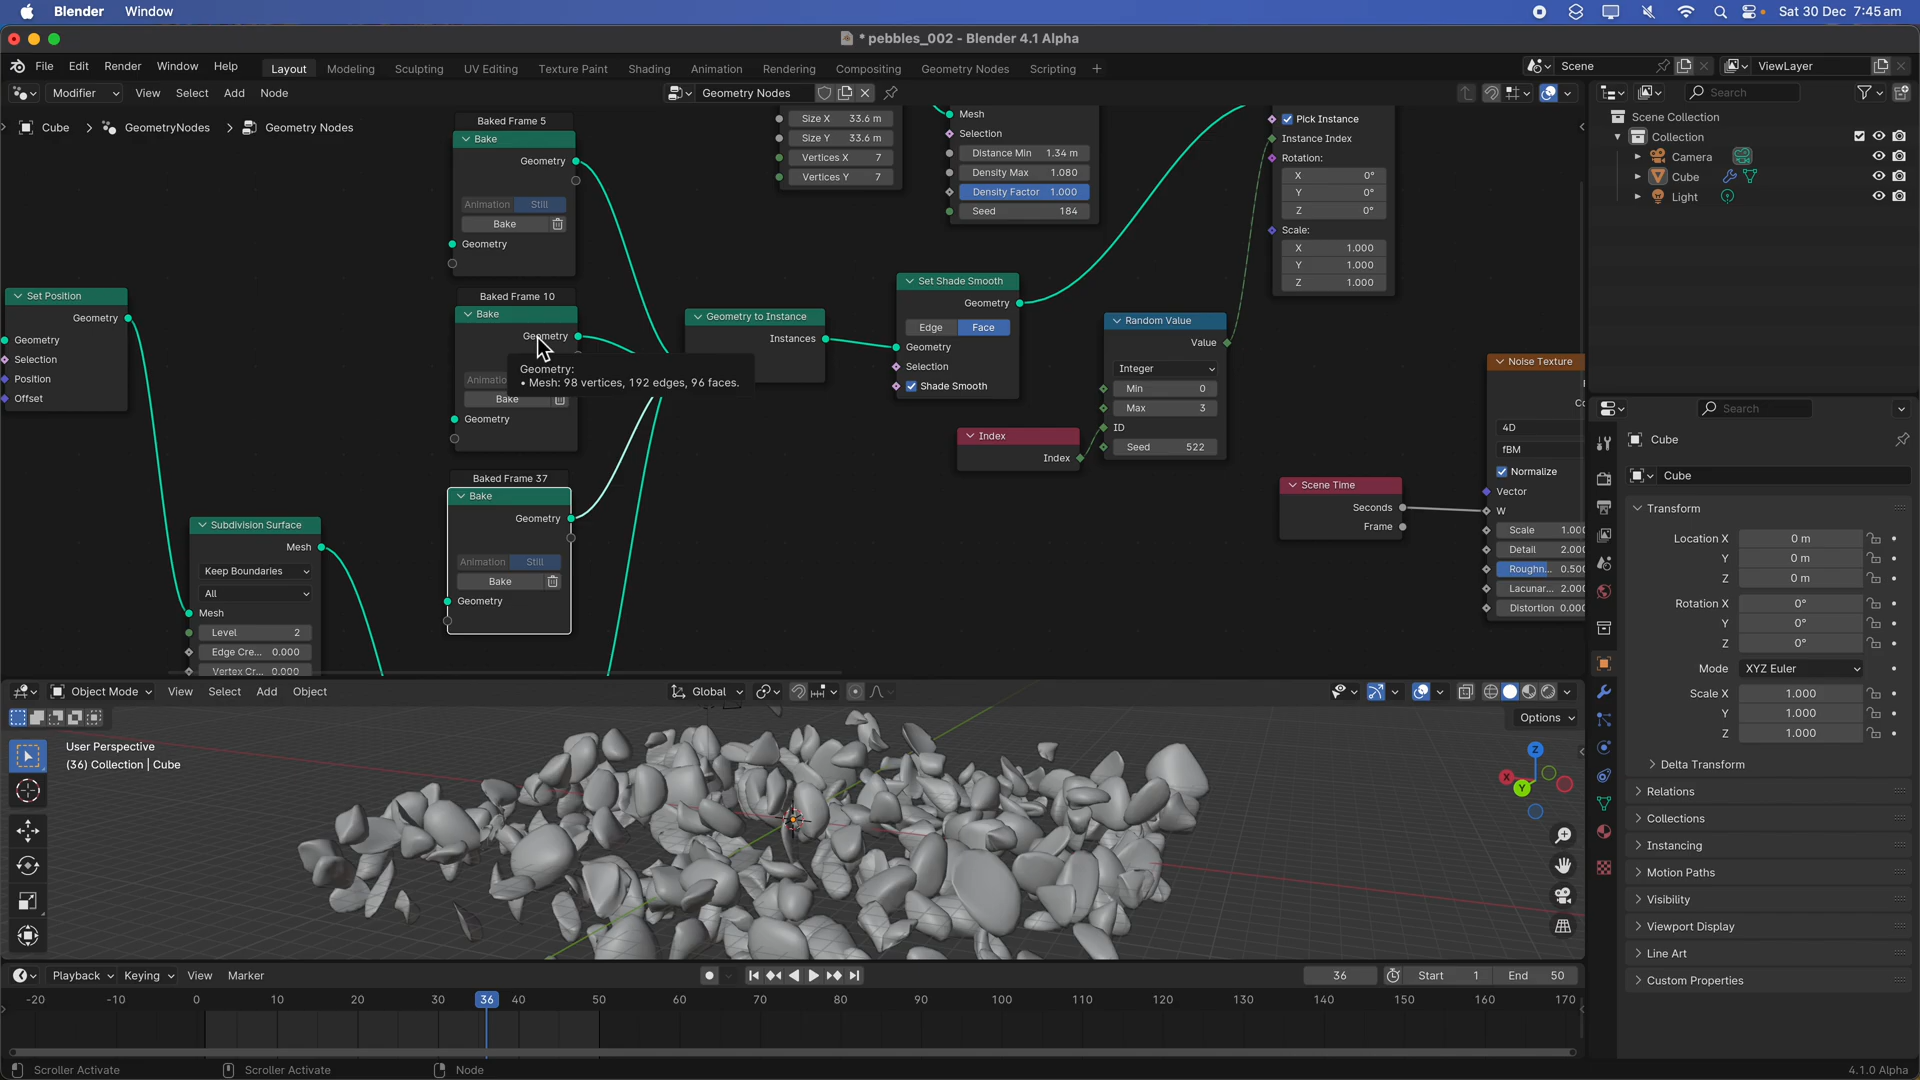 Blender Window
Sat 30 Dec 7:45 am
* pebbles_002 - Blender 4.1 Alpha
File Edit Render Window Help
Layout Modeling Sculpting UV Editing Texture Paint Shading Animation Rendering Compositing Geometry Nodes Scripting +
Scene
ViewLayer
Modifier View Select Add Node
Geometry Nodes
Search
Cube GeometryNodes Geometry Nodes
Scene Collection
Collection
Camera
Cube
Light
Baked Frame 5
Bake
Geometry
Animation Still
Bake
Geometry
Baked Frame 10
Bake
Geometry
Bake
Geometry
Geometry:
• Mesh: 98 vertices, 192 edges, 96 faces.
Baked Frame 37
Bake
Geometry
Animation Still
Bake
Geometry
Set Position
Geometry
Geometry
Selection
Position
Offset
Subdivision Surface
Mesh
Keep Boundaries
All
Mesh
Level 2
Edge Cre... 0.000
Vertex Cr... 0.000
Size X 33.6 m
Size Y 33.6 m
Vertices X 7
Vertices Y 7
Mesh
Selection
Distance Min 1.34 m
Density Max 1.080
Density Factor 1.000
Seed 184
Geometry to Instance
Instances
Set Shade Smooth
Geometry
Edge Face
Geometry
Selection
Shade Smooth
Index
Index
Random Value
Value
Integer
Min 0
Max 3
ID
Seed 522
Pick Instance
Instance Index
Rotation:
X 0°
Y 0°
Z 0°
Scale:
X 1.000
Y 1.000
Z 1.000
Scene Time
Seconds
Frame
Noise Texture
4D
fBM
Normalize
Vector
W
Scale
Detail
Roughn...
Lacunar...
Distortion
Search
Cube
Cube
Transform
Location X 0 m
Y 0 m
Z 0 m
Rotation X 0°
Y 0°
Z 0°
Mode XYZ Euler
Scale X 1.000
Y 1.000
Z 1.000
Delta Transform
Relations
Collections
Instancing
Motion Paths
Visibility
Viewport Display
Line Art
Custom Properties
Object Mode View Select Add Object
Global
Options
User Perspective
(36) Collection | Cube
Z
X
Y
Playback Keying View Marker
36
Start 1
End 50
-20 -10 0 10 20 30 36 40 50 60 70 80 90 100 110 120 130 140 150 160 170
Scroller Activate
Scroller Activate
Node
4.1.0 Alpha